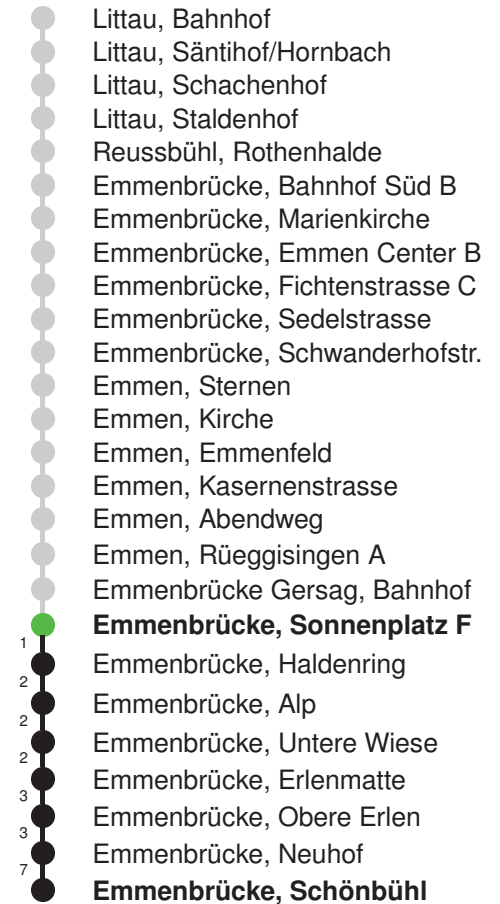 Littau, Bahnhof
Littau, Säntihof/Hornbach
Littau, Schachenhof
Littau, Staldenhof
Reussbühl, Rothenhalde
Emmenbrücke, Bahnhof Süd B
Emmenbrücke, Marienkirche
Emmenbrücke, Emmen Center B
Emmenbrücke, Fichtenstrasse C
Emmenbrücke, Sedelstrasse
Emmenbrücke, Schwanderhofstr.
Emmen, Sternen
Emmen, Kirche
Emmen, Emmenfeld
Emmen, Kasernenstrasse
Emmen, Abendweg
Emmen, Rüeggisingen A
Emmenbrücke Gersag, Bahnhof
Emmenbrücke, Sonnenplatz F
1
Emmenbrücke, Haldenring
2
Emmenbrücke, Alp
2
Emmenbrücke, Untere Wiese
2
Emmenbrücke, Erlenmatte
3
Emmenbrücke, Obere Erlen
3
Emmenbrücke, Neuhof
7
Emmenbrücke, Schönbühl